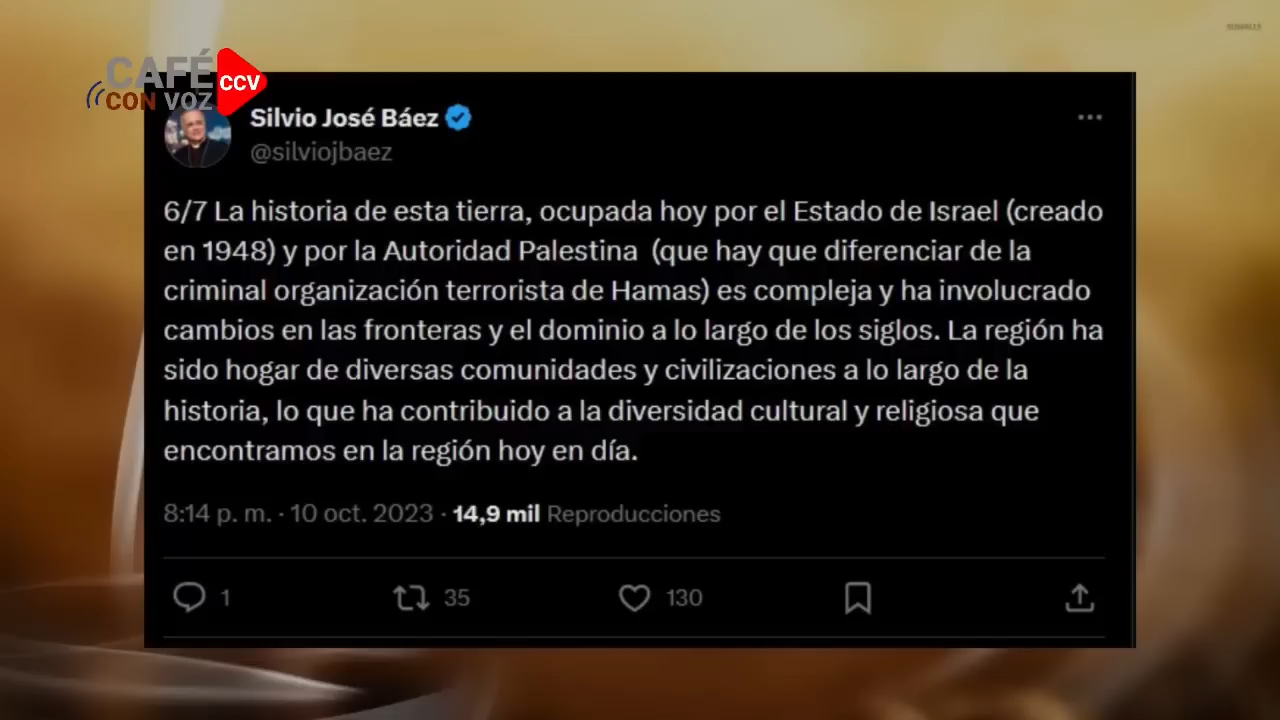 CAFÉ
CON VOZ
CCV
Silvio José Báez
@silviojbaez
6/7 La historia de esta tierra, ocupada hoy por el Estado de Israel (creado
en 1948) y por la Autoridad Palestina (que hay que diferenciar de la
criminal organización terrorista de Hamas) es compleja y ha involucrado
cambios en las fronteras y el dominio a lo largo de los siglos. La región ha
sido hogar de diversas comunidades y civilizaciones a lo largo de la
historia, lo que ha contribuido a la diversidad cultural y religiosa que
encontramos en la región hoy en día.
8:14 p. m. · 10 oct. 2023 · 14,9 mil Reproducciones
1 35 130